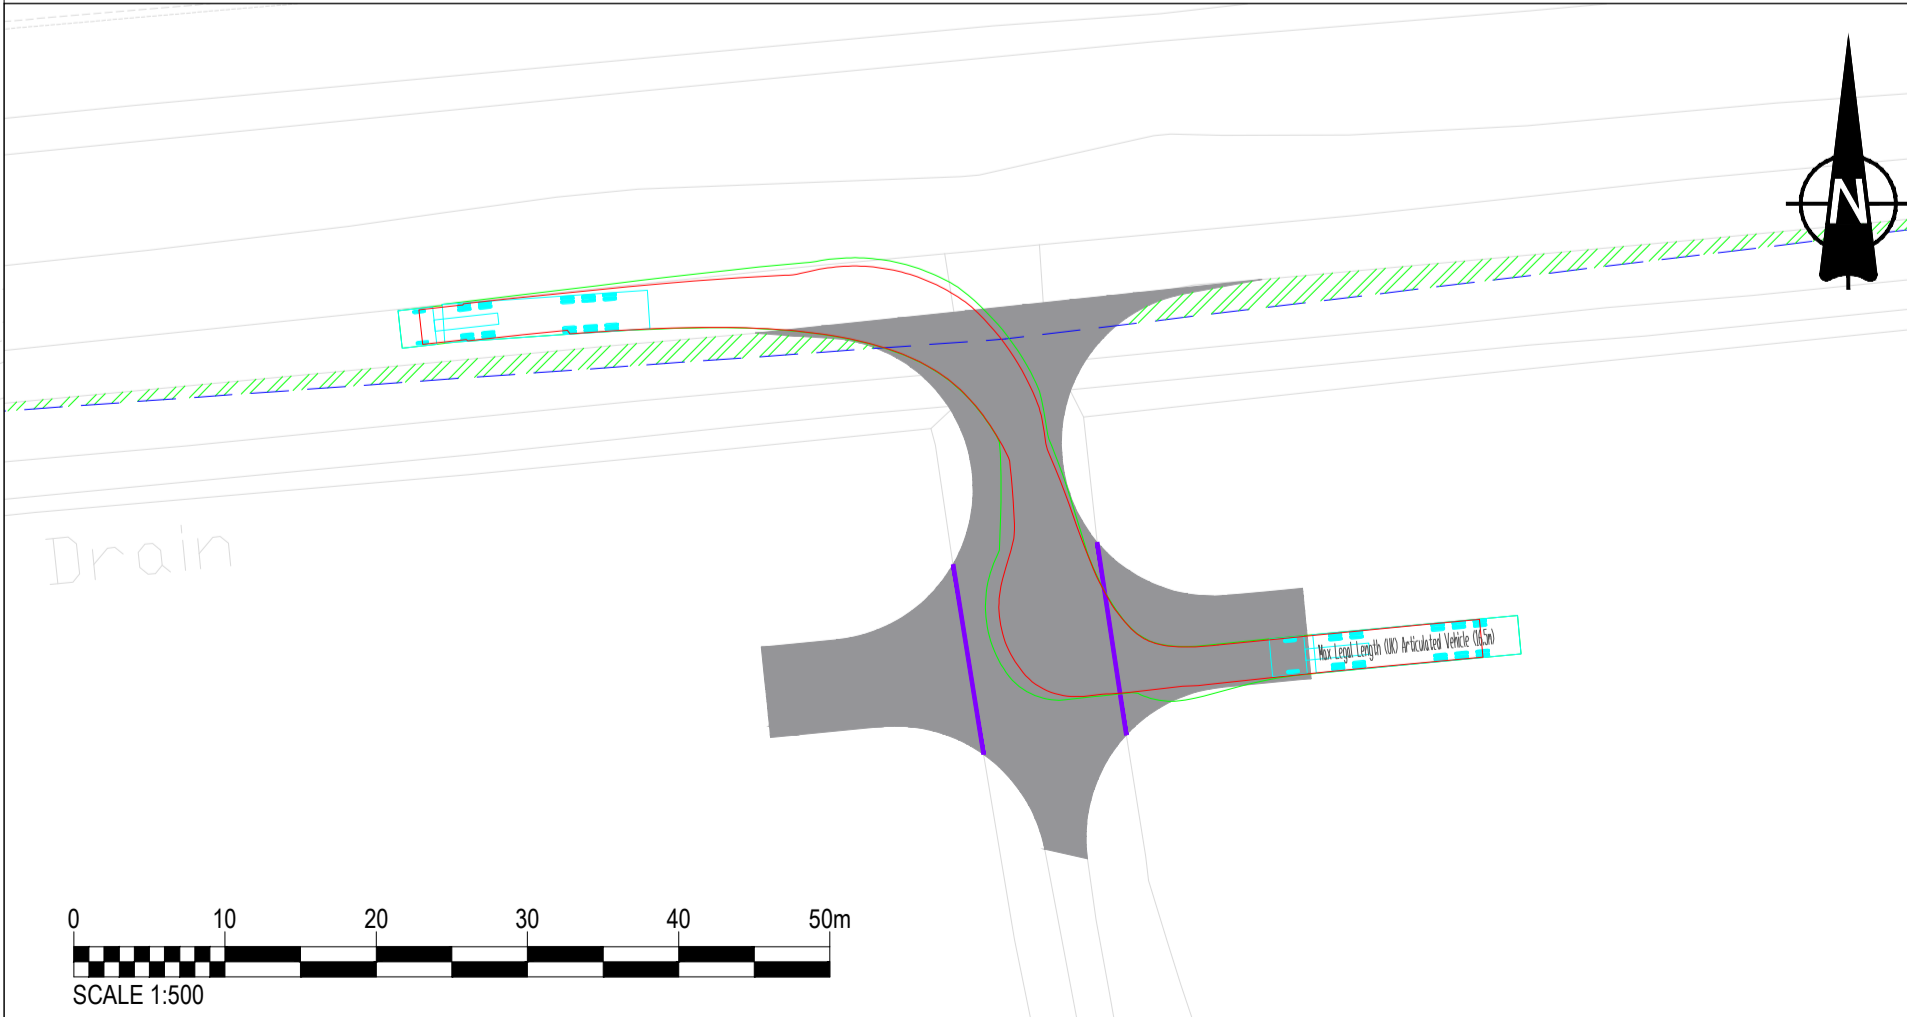 N
Max Legal Length (UK) Articulated Vehicle (16.5m)
Drain
0 10 20 30 40 50m
SCALE 1:500